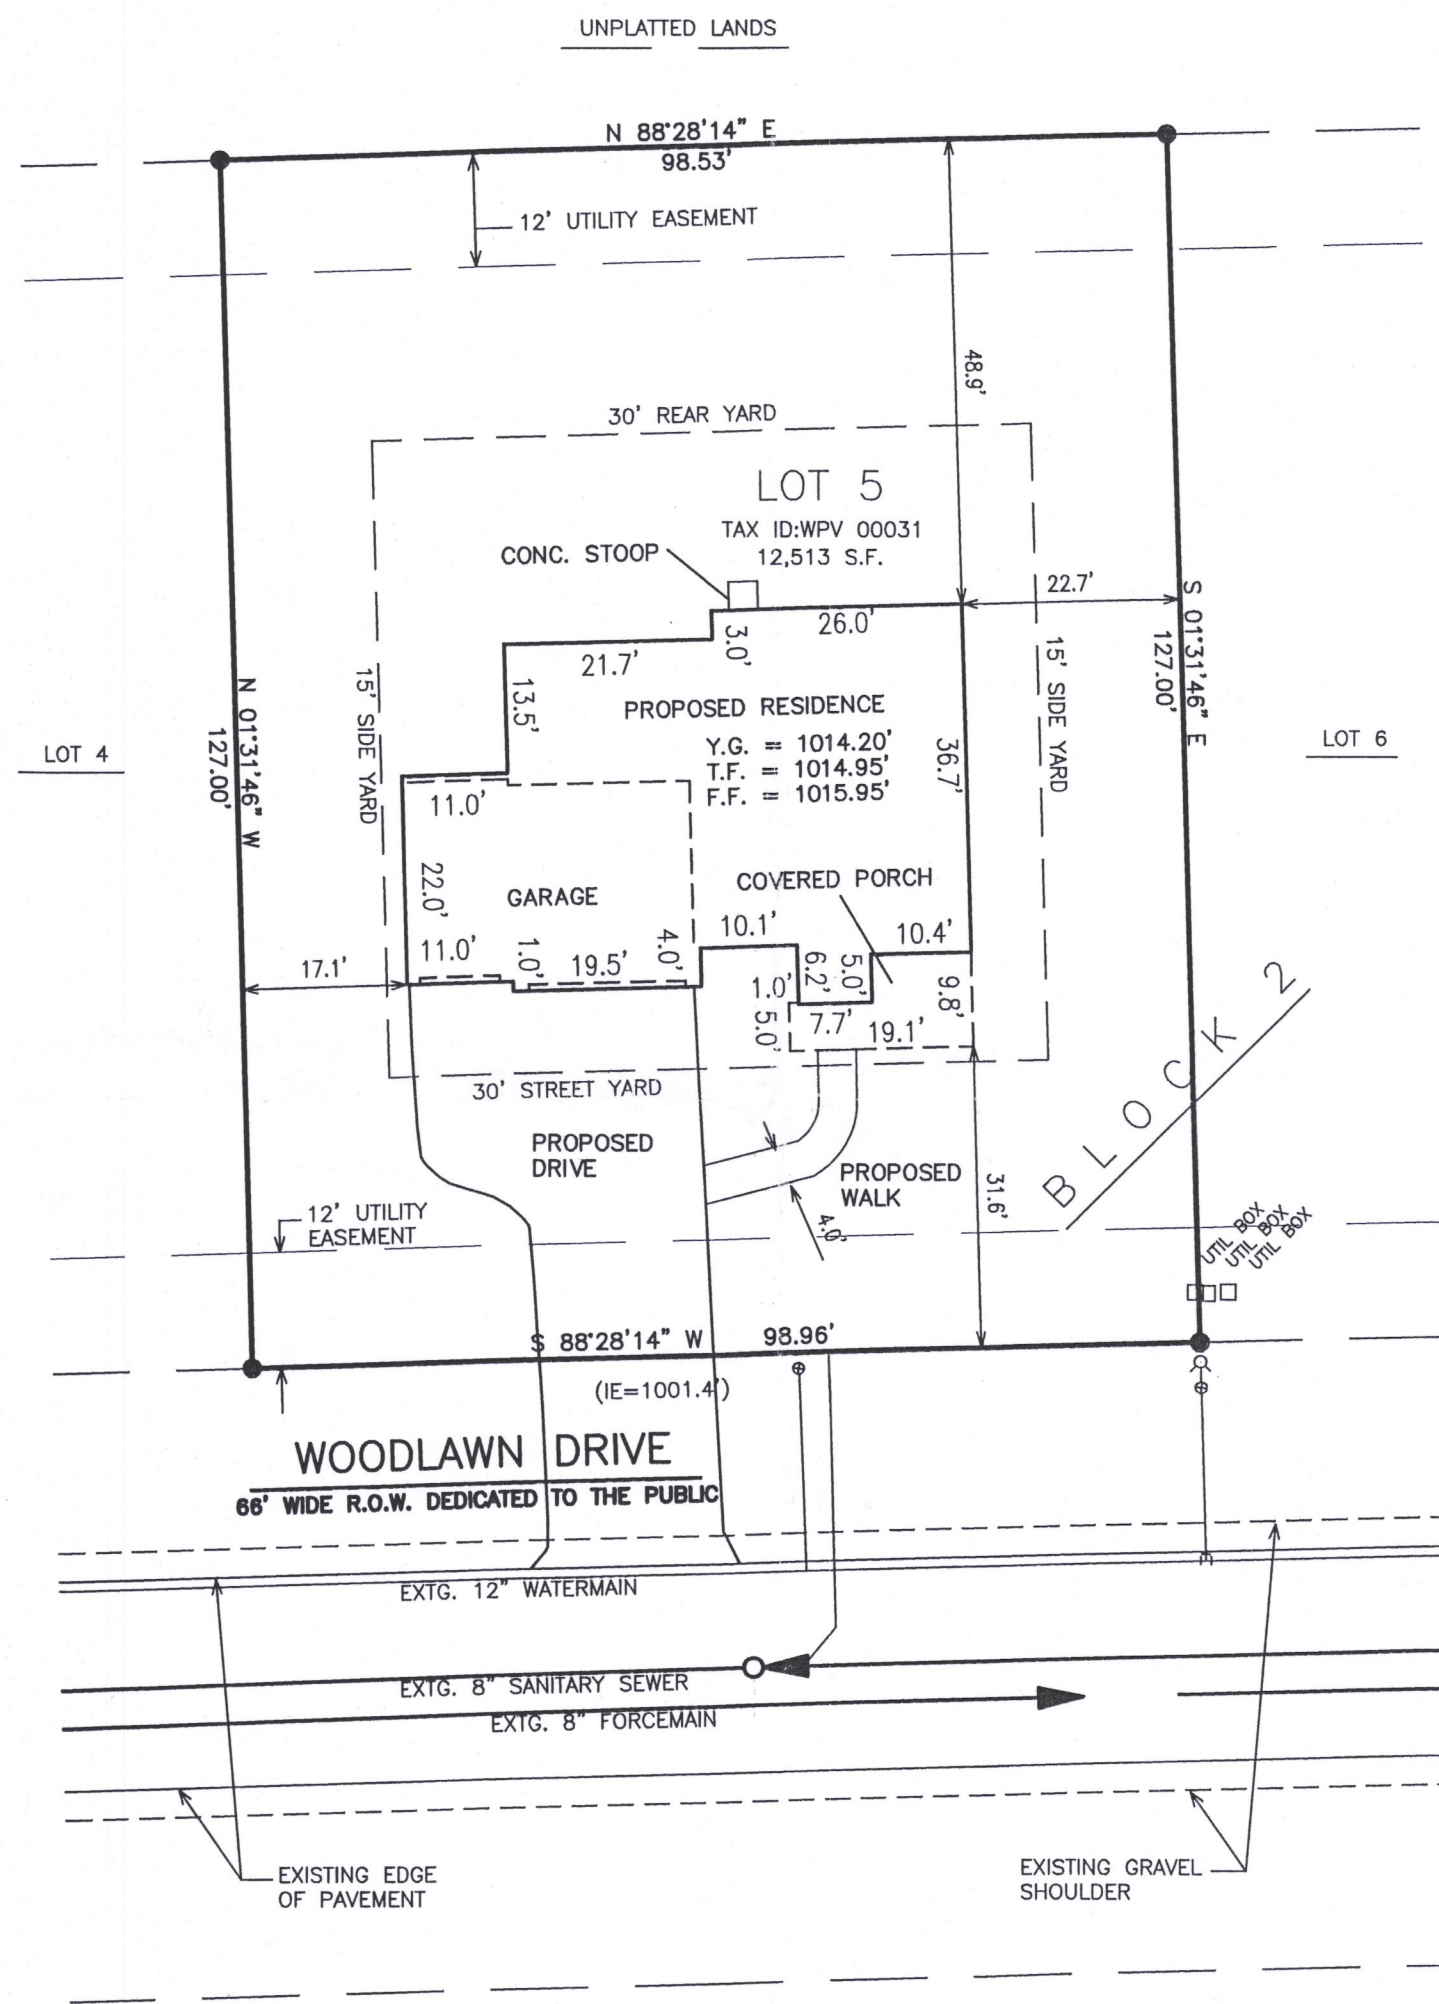 UNPLATTED LANDS
N 88°28'14" E
98.53'
12' UTILITY EASEMENT
48.9'
30' REAR YARD
LOT 5
TAX ID:WPV 00031
12,513 S.F.
CONC. STOOP
22.7'
26.0'
3.0'
21.7'
S 01°31'46" E
127.00'
15' SIDE YARD
13.5'
PROPOSED RESIDENCE
Y.G. = 1014.20'
T.F. = 1014.95'
F.F. = 1015.95'
36.7'
15' SIDE YARD
N 01°31'46" W
127.00'
LOT 4
LOT 6
11.0'
22.0'
GARAGE
COVERED PORCH
10.1'
10.4'
11.0'
1.0'
19.5'
4.0'
6.2'
5.0'
17.1'
1.0'
9.8'
5.0'
7.7'
19.1'
BLOCK 2
30' STREET YARD
PROPOSED
DRIVE
PROPOSED
WALK
31.6'
4.0'
12' UTILITY
EASEMENT
UTIL BOX
UTIL BOX
UTIL BOX
S 88°28'14" W
98.96'
(IE=1001.4')
WOODLAWN DRIVE
66' WIDE R.O.W. DEDICATED TO THE PUBLIC
EXTG. 12" WATERMAIN
EXTG. 8" SANITARY SEWER
EXTG. 8" FORCEMAIN
EXISTING EDGE
OF PAVEMENT
EXISTING GRAVEL
SHOULDER